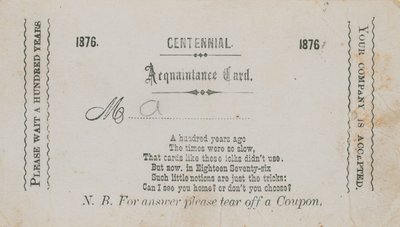 PLEASE WAIT A HUNDRED YEARS
1876. CENTENNIAL. 1876
Acquaintance Card.
M a
A hundred years ago
The times were so slow,
That cards like these folks didn't use.
But now, in Eighteen Seventy-six
Such little notions are just the tricks:
Can I see you home? or don't you choose?
N. B. For answer please tear off a Coupon.
YOUR COMPANY IS ACCEPTED.